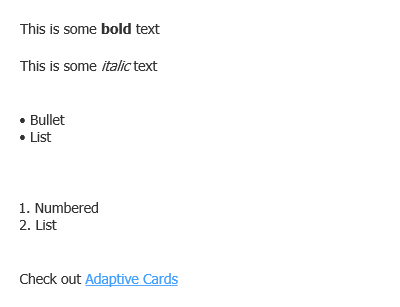 This is some bold text
This is some italic text
• Bullet
• List
1. Numbered
2. List
Check out Adaptive Cards